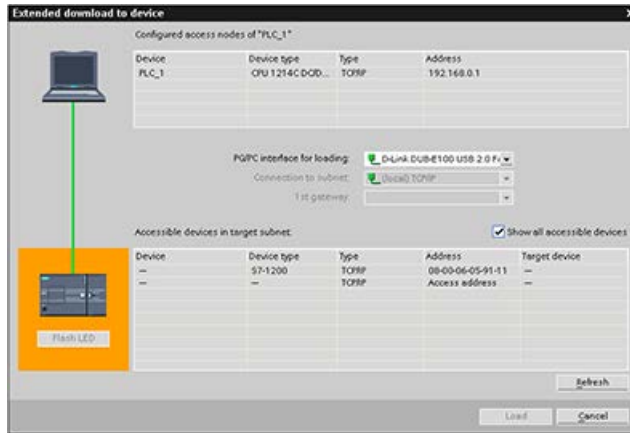 Extended download to device
Configured access nodes of "PLC_1"
Device Device type Type Address
PLC_1 CPU 1214C DC/D... TCP/IP 192.168.0.1
PG/PC interface for loading: D-Link DUB-E100 USB 2.0 Fa
Connection to subnet: (local) TCP/IP
1st gateway:
Accessible devices in target subnet: Show all accessible devices
Device Device type Type Address Target device
— S7-1200 TCP/IP 08-00-06-05-91-11 —
— — TCP/IP Access address —
Flash LED
Refresh
Load Cancel